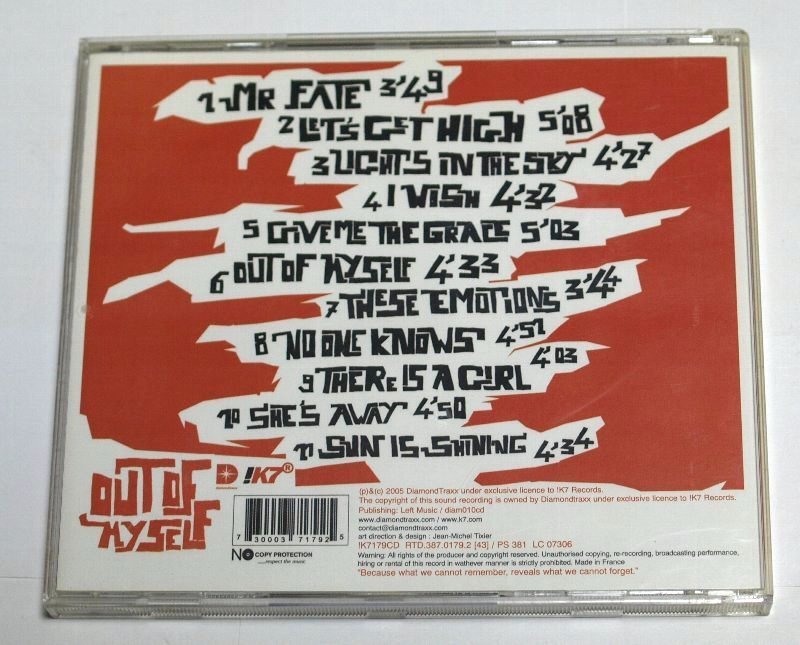 1 MR FATE 3'49
2 LET'S GET HIGH 5'08
3 LIGHTS IN THE SKY 4'27
4 I WISH 4'32
5 GIVE ME THE GRACE 5'03
6 OUT OF MYSELF 4'33
7 THESE EMOTIONS 3'44
8 NO ONE KNOWS 4'51
9 THERE IS A GIRL 4'03
10 SHE'S AWAY 4'50
11 SUN IS SHINING 4'34
OUT OF
MYSELF
D !K7®
diamondtraxx
7 30003 71792 5
NO COPY PROTECTION
....respect the music
(p)&(c) 2005 DiamondTraxx under exclusive licence to !K7 Records.
The copyright of this sound recording is owned by Diamondtraxx under exclusive licence to !K7 Records.
Publishing: Left Music / diam010cd
www.diamondtraxx.com / www.k7.com
contact@diamondtraxx.com
art direction & design : Jean-Michel Tixier
!K7179CD RTD.387.0179.2 [43] / PS 381 LC 07306
Warning: All rights of the producer and copyright reserved. Unauthorised copying, re-recording, broadcasting performance,
hiring or rental of this record in wathever manner is strictly prohibited. Made in France
"Because what we cannot remember, reveals what we cannot forget."